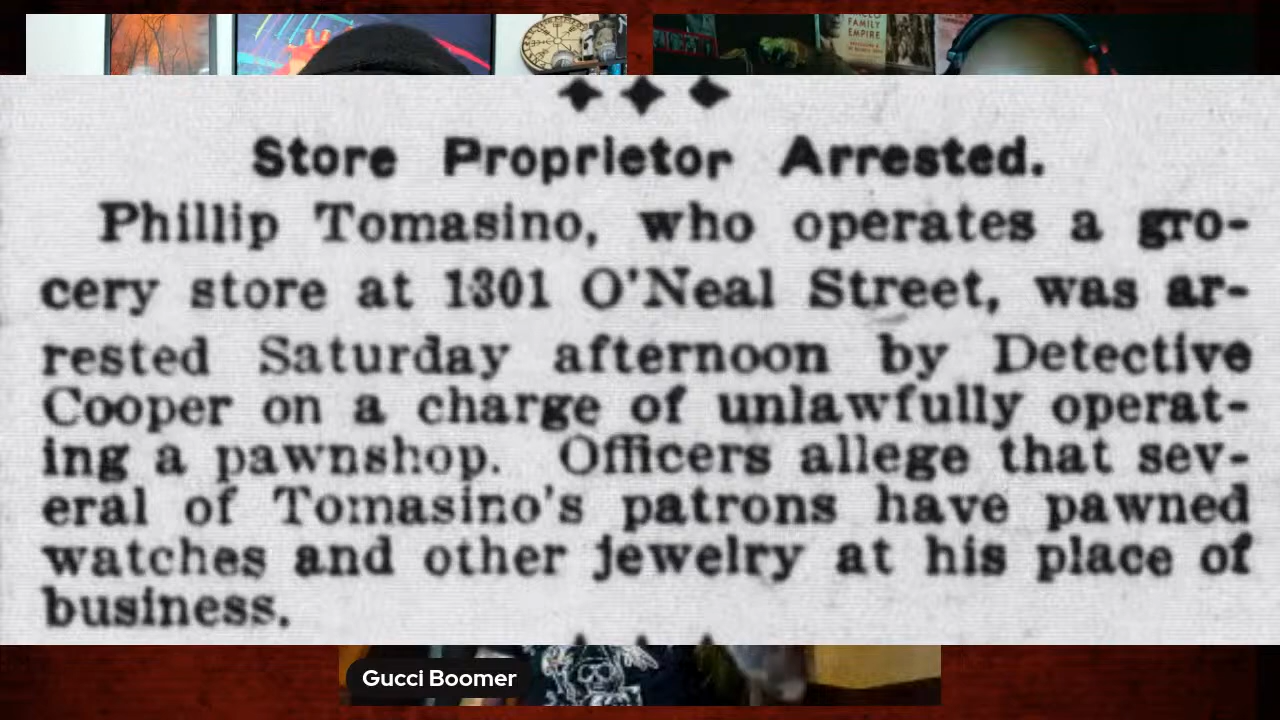 FAMILY
EMPIRE
Store Proprietor Arrested.
Phillip Tomasino, who operates a gro-
cery store at 1301 O'Neal Street, was ar-
rested Saturday afternoon by Detective
Cooper on a charge of unlawfully operat-
ing a pawnshop. Officers allege that sev-
eral of Tomasino's patrons have pawned
watches and other jewelry at his place of
business.
Gucci Boomer